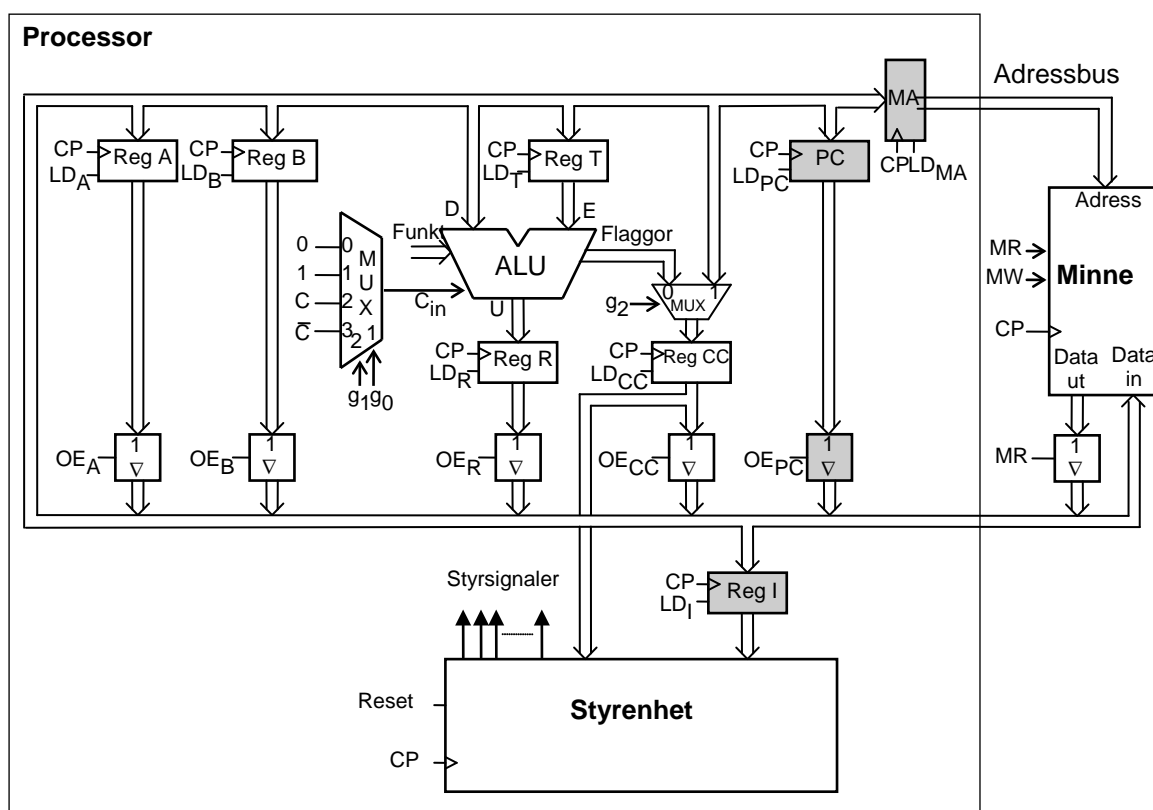 Processor
Adressbus
MA
CP
LD_MA
CP
Reg A
LD_A
CP
Reg B
LD_B
CP
Reg T
LD_T
CP
PC
LD_PC
Adress
MR
MW
Minne
CP
Data ut
Data in
D
E
Funkt
ALU
Flaggor
0
1
C
C̅
0
1
2
3
M
U
X
2
1
g1
g0
C_in
U
0
1
MUX
g2
CP
Reg R
LD_R
CP
Reg CC
LD_CC
OE_A
1
∇
OE_B
1
∇
OE_R
1
∇
OE_CC
1
∇
OE_PC
1
∇
MR
1
∇
Styrsignaler
CP
Reg I
LD_I
Reset
CP
Styrenhet